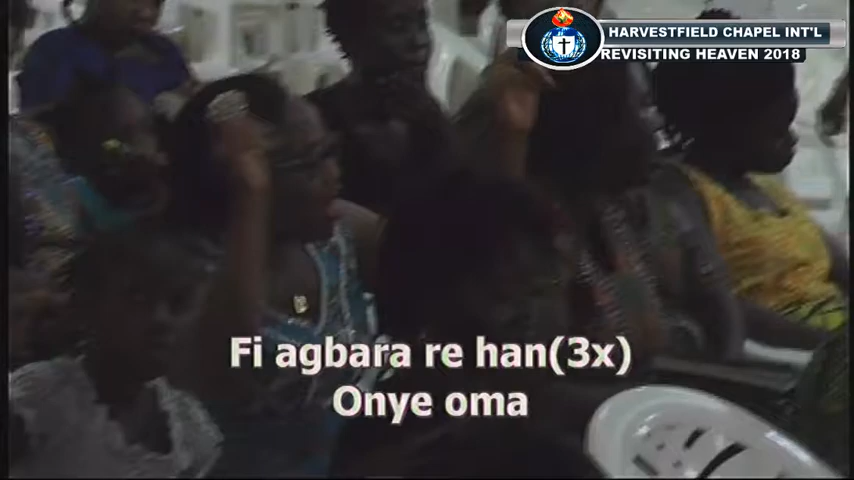 HARVESTFIELD CHAPEL INT'L
REVISITING HEAVEN 2018
Fi agbara re han(3x)
Onye oma